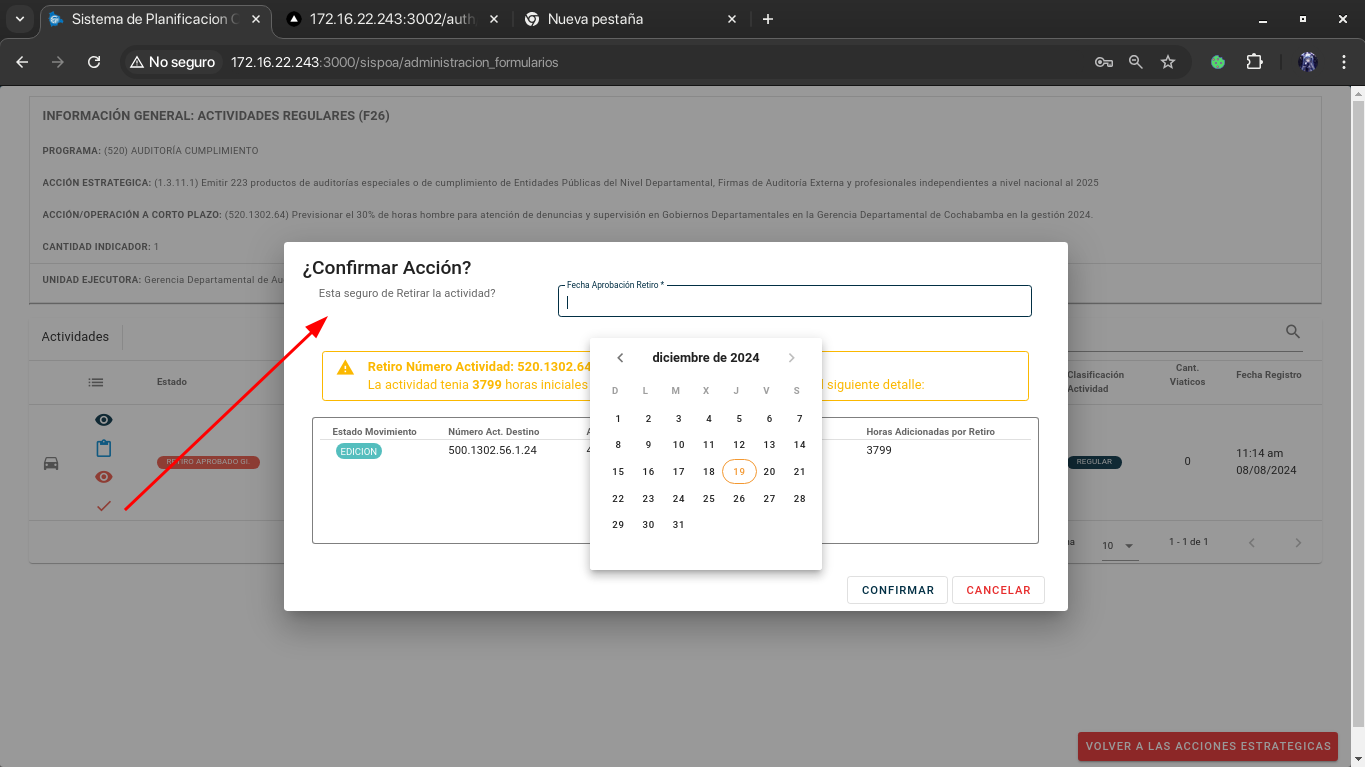 Sistema de Planificacion
172.16.22.243:3002/auth
Nueva pestaña
No seguro
172.16.22.243:3000/sispoa/administracion_formularios
INFORMACIÓN GENERAL: ACTIVIDADES REGULARES (F26)
PROGRAMA: (520) AUDITORÍA CUMPLIMIENTO
ACCIÓN ESTRATEGICA: (1.3.11.1) Emitir 223 productos de auditorías especiales o de cumplimiento de Entidades Públicas del Nivel Departamental, Firmas de Auditoría Externa y profesionales independientes a nivel nacional al 2025
ACCIÓN/OPERACIÓN A CORTO PLAZO: (520.1302.64) Previsionar el 30% de horas hombre para atención de denuncias y supervisión en Gobiernos Departamentales en la Gerencia Departamental de Cochabamba en la gestión 2024.
CANTIDAD INDICADOR: 1
UNIDAD EJECUTORA: Gerencia Departamental de Au
¿Confirmar Acción?
Esta seguro de Retirar la actividad?
Fecha Aprobación Retiro *
Actividades
Retiro Número Actividad: 520.1302.64
La actividad tenia 3799 horas iniciales
siguiente detalle:
diciembre de 2024
D L M X J V S
1 2 3 4 5 6 7
8 9 10 11 12 13 14
15 16 17 18 19 20 21
22 23 24 25 26 27 28
29 30 31
Estado
Clasificación
Actividad
Cant.
Viaticos
Fecha Registro
Estado Movimiento
Número Act. Destino
Horas Adicionadas por Retiro
EDICION
500.1302.56.1.24
3799
RETIRO APROBADO GI.
REGULAR
0
11:14 am
08/08/2024
10
1 - 1 de 1
CONFIRMAR
CANCELAR
VOLVER A LAS ACCIONES ESTRATEGICAS